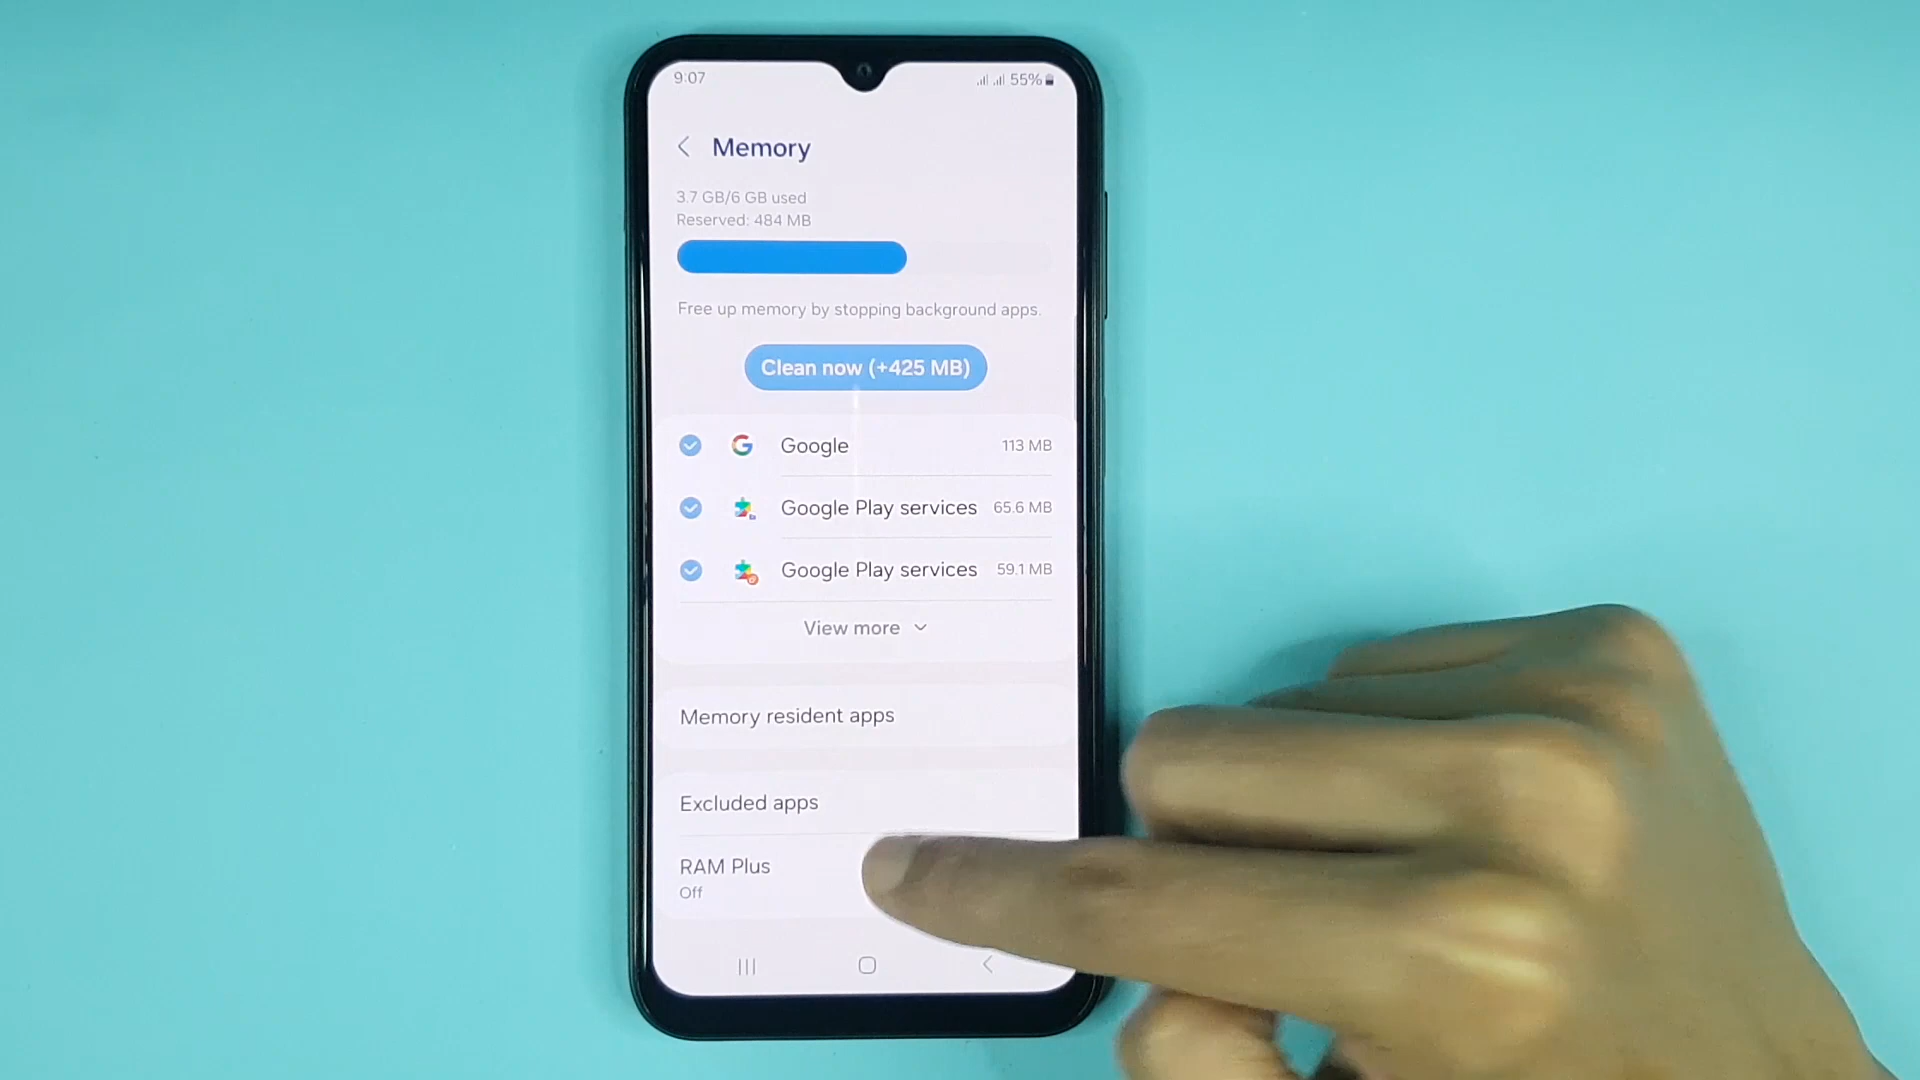 9:07
55%
Memory
3.7 GB/6 GB used
Reserved: 484 MB
Free up memory by stopping background apps.
Clean now (+425 MB)
Google 113 MB
Google Play services 65.6 MB
Google Play services 59.1 MB
View more
Memory resident apps
Excluded apps
RAM Plus
Off